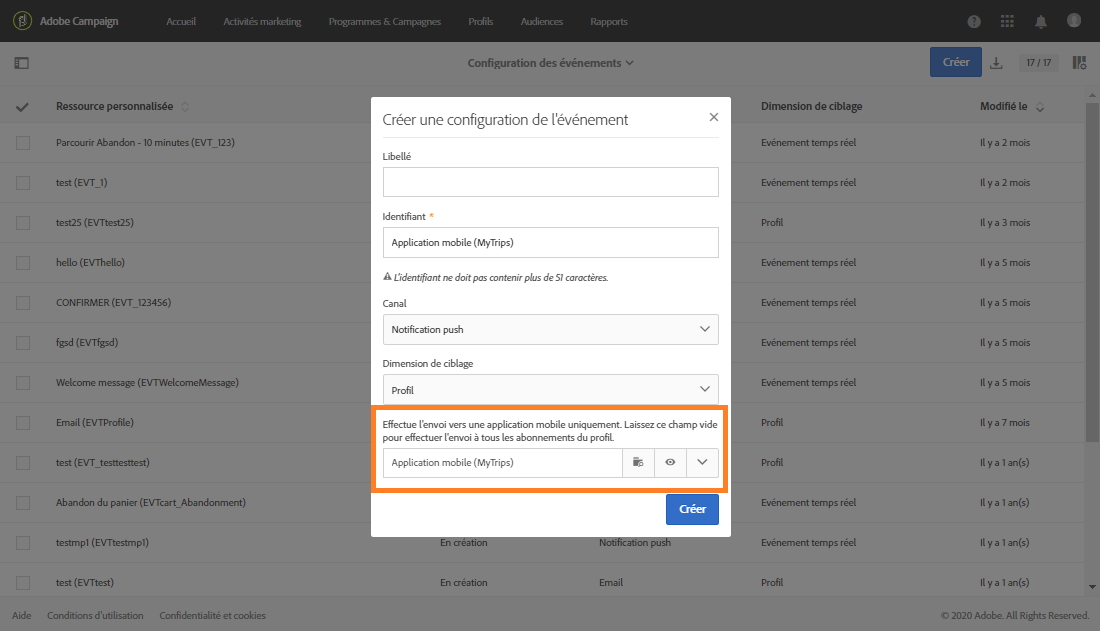 Adobe Campaign Accueil Activités marketing Programmes & Campagnes Profils Audiences Rapports
Configuration des événements Créer 17 / 17
Ressource personnalisée Dimension de ciblage Modifié le
Parcourir Abandon - 10 minutes (EVT_123) Evénement temps réel Il y a 2 mois
test (EVT_1) Evénement temps réel Il y a 2 mois
test25 (EVTtest25) Profil Il y a 3 mois
hello (EVThello) Evénement temps réel Il y a 5 mois
CONFIRMER (EVT_123456) Evénement temps réel Il y a 5 mois
fgsd (EVTfgsd) Evénement temps réel Il y a 5 mois
Welcome message (EVTWelcomeMessage) Evénement temps réel Il y a 5 mois
Email (EVTProfile) Profil Il y a 7 mois
test (EVT_testtesttest) Profil Il y a 1 an(s)
Abandon du panier (EVTcart_Abandonment) Evénement temps réel Il y a 1 an(s)
testmp1 (EVTtestmp1) En création Notification push Evénement temps réel Il y a 1 an(s)
test (EVTtest) En création Email Profil Il y a 1 an(s)
Créer une configuration de l'événement
Libellé
Identifiant *
Application mobile (MyTrips)
L'identifiant ne doit pas contenir plus de 51 caractères.
Canal
Notification push
Dimension de ciblage
Profil
Effectue l'envoi vers une application mobile uniquement. Laissez ce champ vide
pour effectuer l'envoi à tous les abonnements du profil.
Application mobile (MyTrips)
Créer
Aide Conditions d'utilisation Confidentialité et cookies © 2020 Adobe. All Rights Reserved.